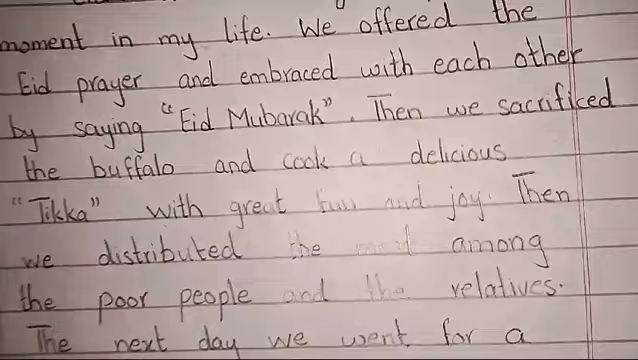 moment in my life. We offered the
Eid prayer and embraced with each other
by saying "Eid Mubarak". Then we sacrificed
the buffalo and cook a delicious
"Tikka" with great and joy. Then
we distributed the among
the poor people and the relatives.
The next day we went for a